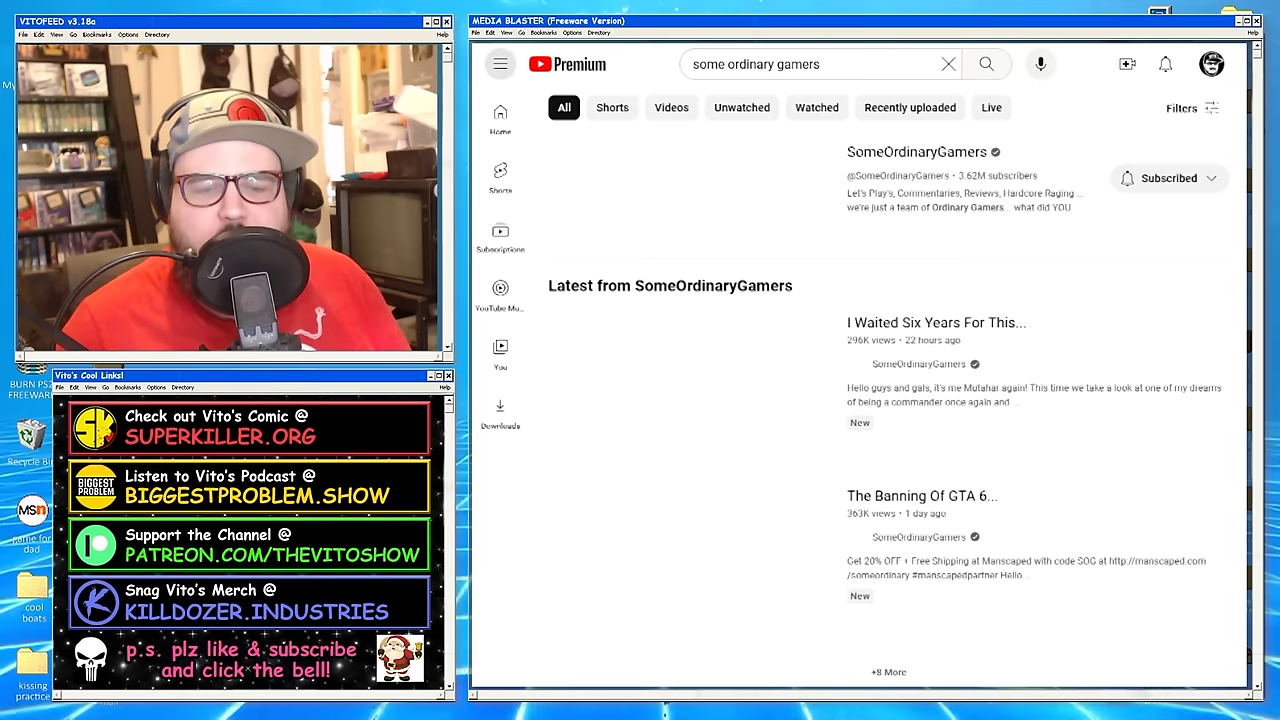 VITOFEED v3.18a
File Edit View Go Bookmarks Options Directory Help
MEDIA BLASTER (Freeware Version)
File Edit View Go Bookmarks Options Directory Help
Premium
some ordinary gamers
All Shorts Videos Unwatched Watched Recently uploaded Live Filters
Home
Shorts
Subscriptions
YouTube Mu...
You
Downloads
SomeOrdinaryGamers
@SomeOrdinaryGamers • 3.62M subscribers
Let's Play's, Commentaries, Reviews, Hardcore Raging ...
we're just a team of Ordinary Gamers... what did YOU
Subscribed
Latest from SomeOrdinaryGamers
I Waited Six Years For This...
296K views • 22 hours ago
SomeOrdinaryGamers
Hello guys and gals, it's me Mutahar again! This time we take a look at one of my dreams
of being a commander once again and ...
New
The Banning Of GTA 6...
363K views • 1 day ago
SomeOrdinaryGamers
Get 20% OFF + Free Shipping at Manscaped with code SOG at http://manscaped.com
/someordinary #manscapedpartner Hello ...
New
+8 More
My
BURN PS2
FREEWARE
Recycle Bin
MSn
dad
cool
boats
kissing
practice
Vito's Cool Links!
File Edit View Go Bookmarks Options Directory Help
SK
Check out Vito's Comic @
SUPERKILLER.ORG
BIGGEST
PROBLEM
Listen to Vito's Podcast @
BIGGESTPROBLEM.SHOW
Support the Channel @
PATREON.COM/THEVITOSHOW
K
Snag Vito's Merch @
KILLDOZER.INDUSTRIES
p.s. plz like & subscribe
and click the bell!